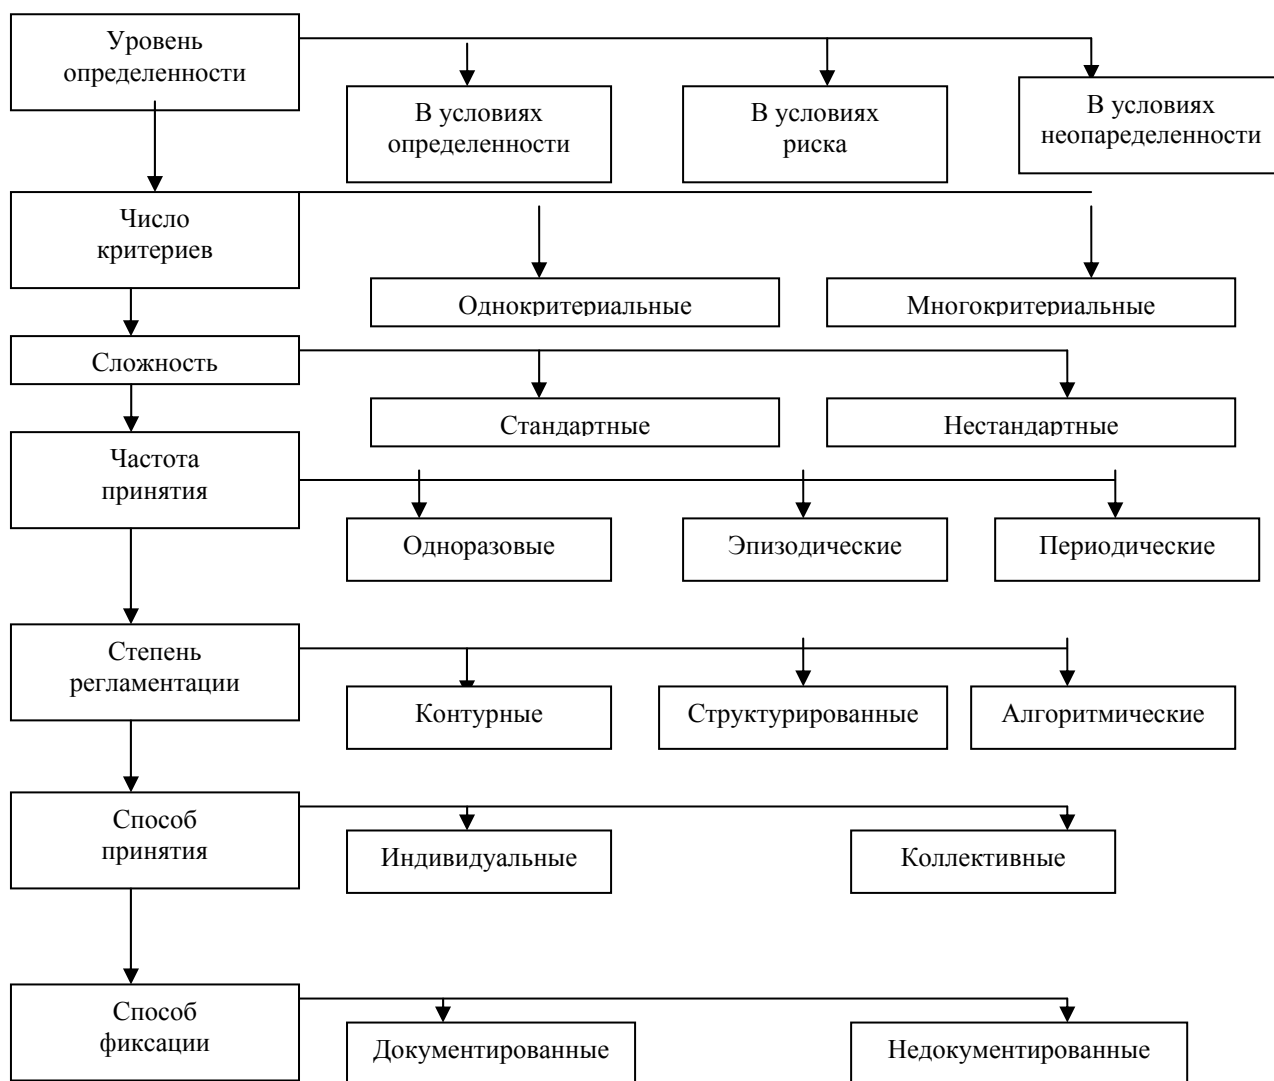 Уровень
определенности
В условиях
определенности
В условиях
риска
В условиях
неопаределенности
Число
критериев
Однокритериальные
Многокритериальные
Сложность
Стандартные
Нестандартные
Частота
принятия
Одноразовые
Эпизодические
Периодические
Степень
регламентации
Контурные
Структурированные
Алгоритмические
Способ
принятия
Индивидуальные
Коллективные
Способ
фиксации
Документированные
Недокументированные